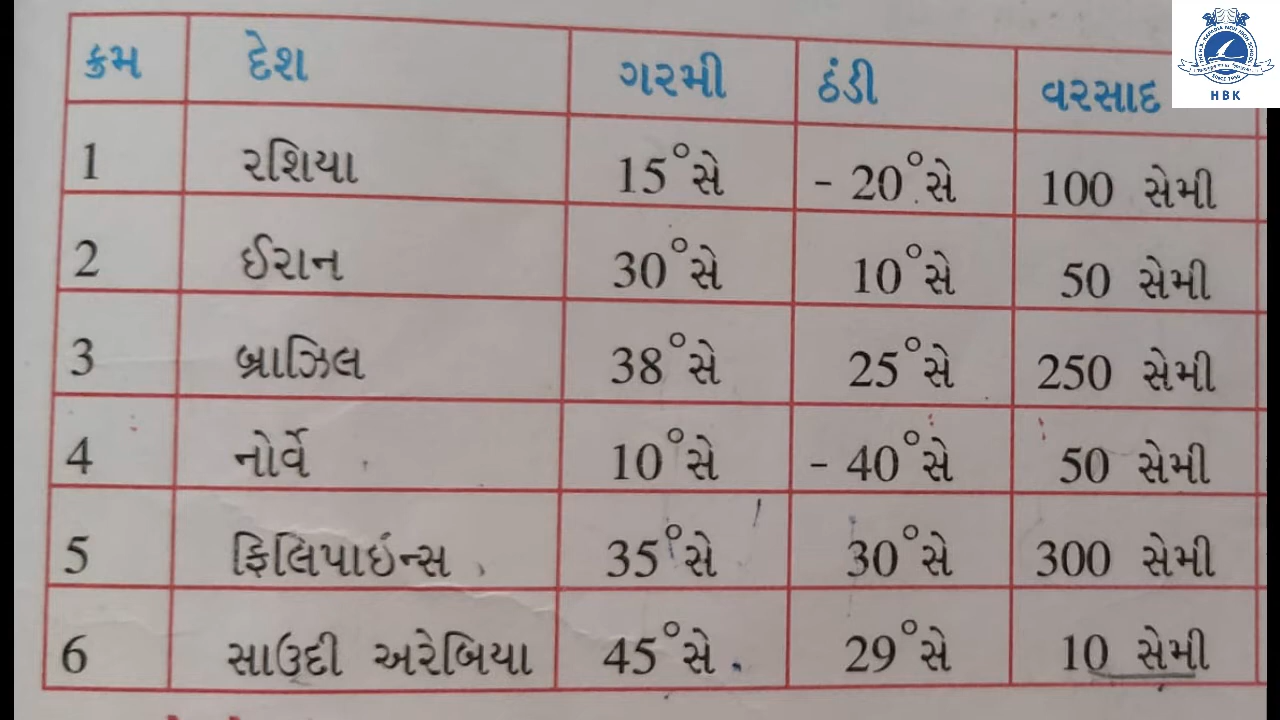 HBK
ક્રમ દેશ ગરમી ઠંડી વરસાદ
1 રશિયા 15°સે - 20°સે 100 સેમી
2 ઈરાન 30°સે 10°સે 50 સેમી
3 બ્રાઝિલ 38°સે 25°સે 250 સેમી
4 નોર્વે 10°સે - 40°સે 50 સેમી
5 ફિલિપાઇન્સ 35°સે 30°સે 300 સેમી
6 સાઉદી અરેબિયા 45°સે 29°સે 10 સેમી